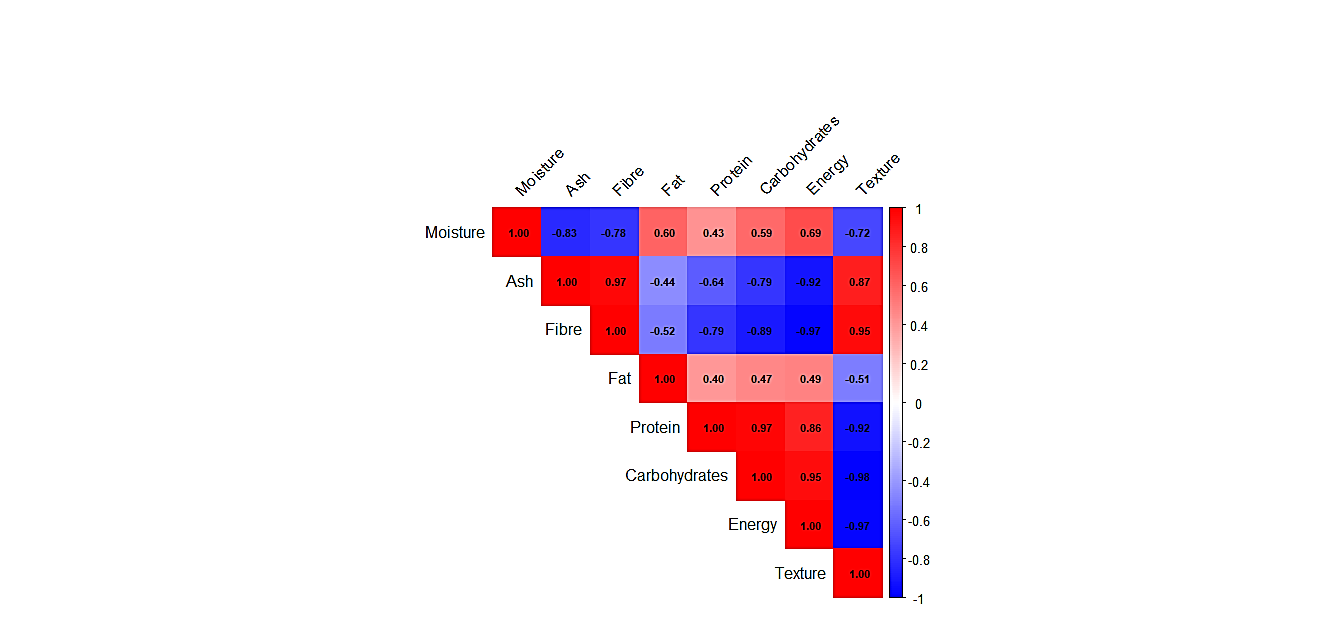 Moisture Ash Fibre Fat Protein Carbohydrates Energy Texture
Moisture 1.00 -0.83 -0.78 0.60 0.43 0.59 0.69 -0.72
Ash 1.00 0.97 -0.44 -0.64 -0.79 -0.92 0.87
Fibre 1.00 -0.52 -0.79 -0.89 -0.97 0.95
Fat 1.00 0.40 0.47 0.49 -0.51
Protein 1.00 0.97 0.86 -0.92
Carbohydrates 1.00 0.95 -0.98
Energy 1.00 -0.97
Texture 1.00
1
0.8
0.6
0.4
0.2
0
-0.2
-0.4
-0.6
-0.8
-1